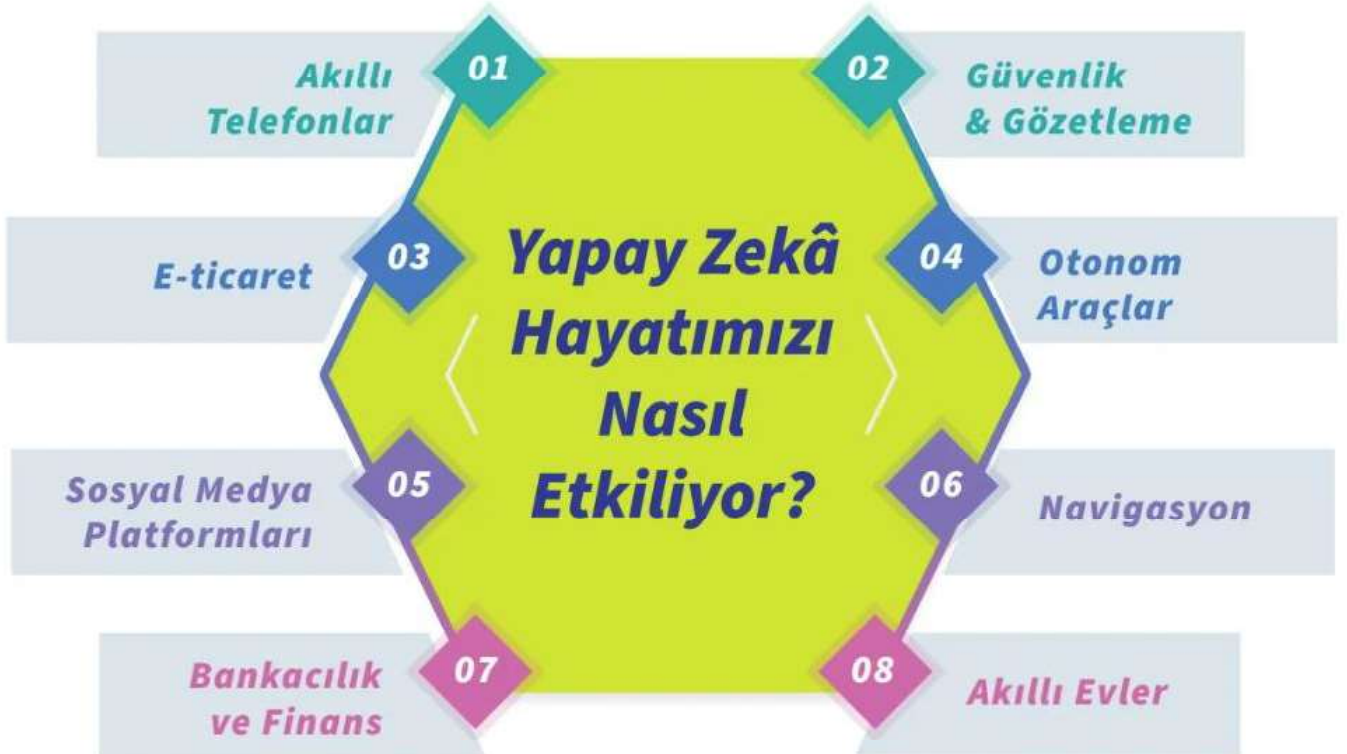 01
Akıllı
Telefonlar
02
Güvenlik
& Gözetleme
03
E-ticaret
04
Otonom
Araçlar
Yapay Zekâ
Hayatımızı
Nasıl
Etkiliyor?
05
Sosyal Medya
Platformları
06
Navigasyon
07
Bankacılık
ve Finans
08
Akıllı Evler